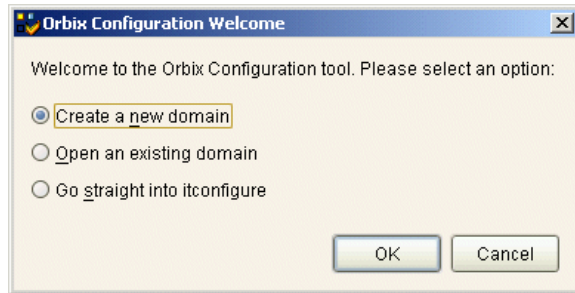 Orbix Configuration Welcome
Welcome to the Orbix Configuration tool. Please select an option:
Create a new domain
Open an existing domain
Go straight into itconfigure
OK Cancel